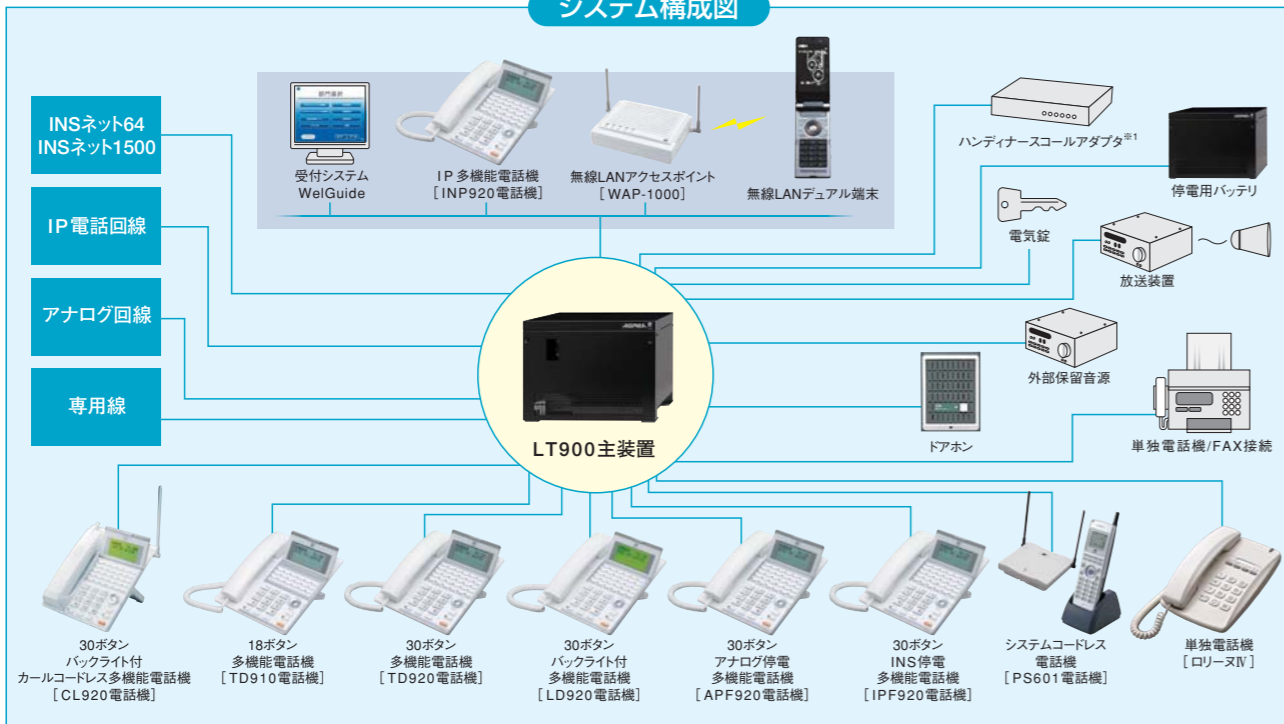 システム構成図
INSネット64
INSネット1500
IP電話回線
アナログ回線
専用線
部門選択
受付システム
WelGuide
IP多機能電話機
[INP920電話機]
無線LANアクセスポイント
[WAP-1000]
無線LANデュアル端末
ハンディナースコールアダプタ※1
停電用バッテリ
電気錠
放送装置
外部保留音源
ドアホン
単独電話機/FAX接続
LT900主装置
30ボタン
バックライト付
カールコードレス多機能電話機
[CL920電話機]
18ボタン
多機能電話機
[TD910電話機]
30ボタン
多機能電話機
[TD920電話機]
30ボタン
バックライト付
多機能電話機
[LD920電話機]
30ボタン
アナログ停電
多機能電話機
[APF920電話機]
30ボタン
INS停電
多機能電話機
[IPF920電話機]
システムコードレス
電話機
[PS601電話機]
単独電話機
[ロリーヌⅣ]